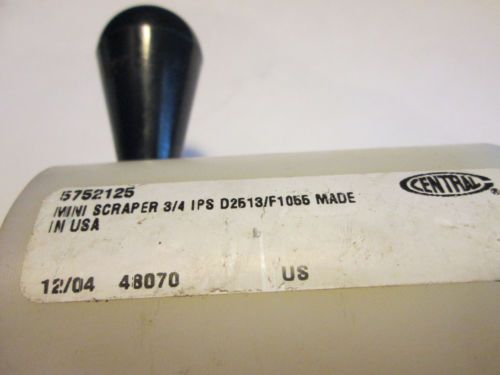 5752125
MINI SCRAPER 3/4 IPS D2513/F1055 MADE
IN USA
CENTRAL ®
12/04 48070 US